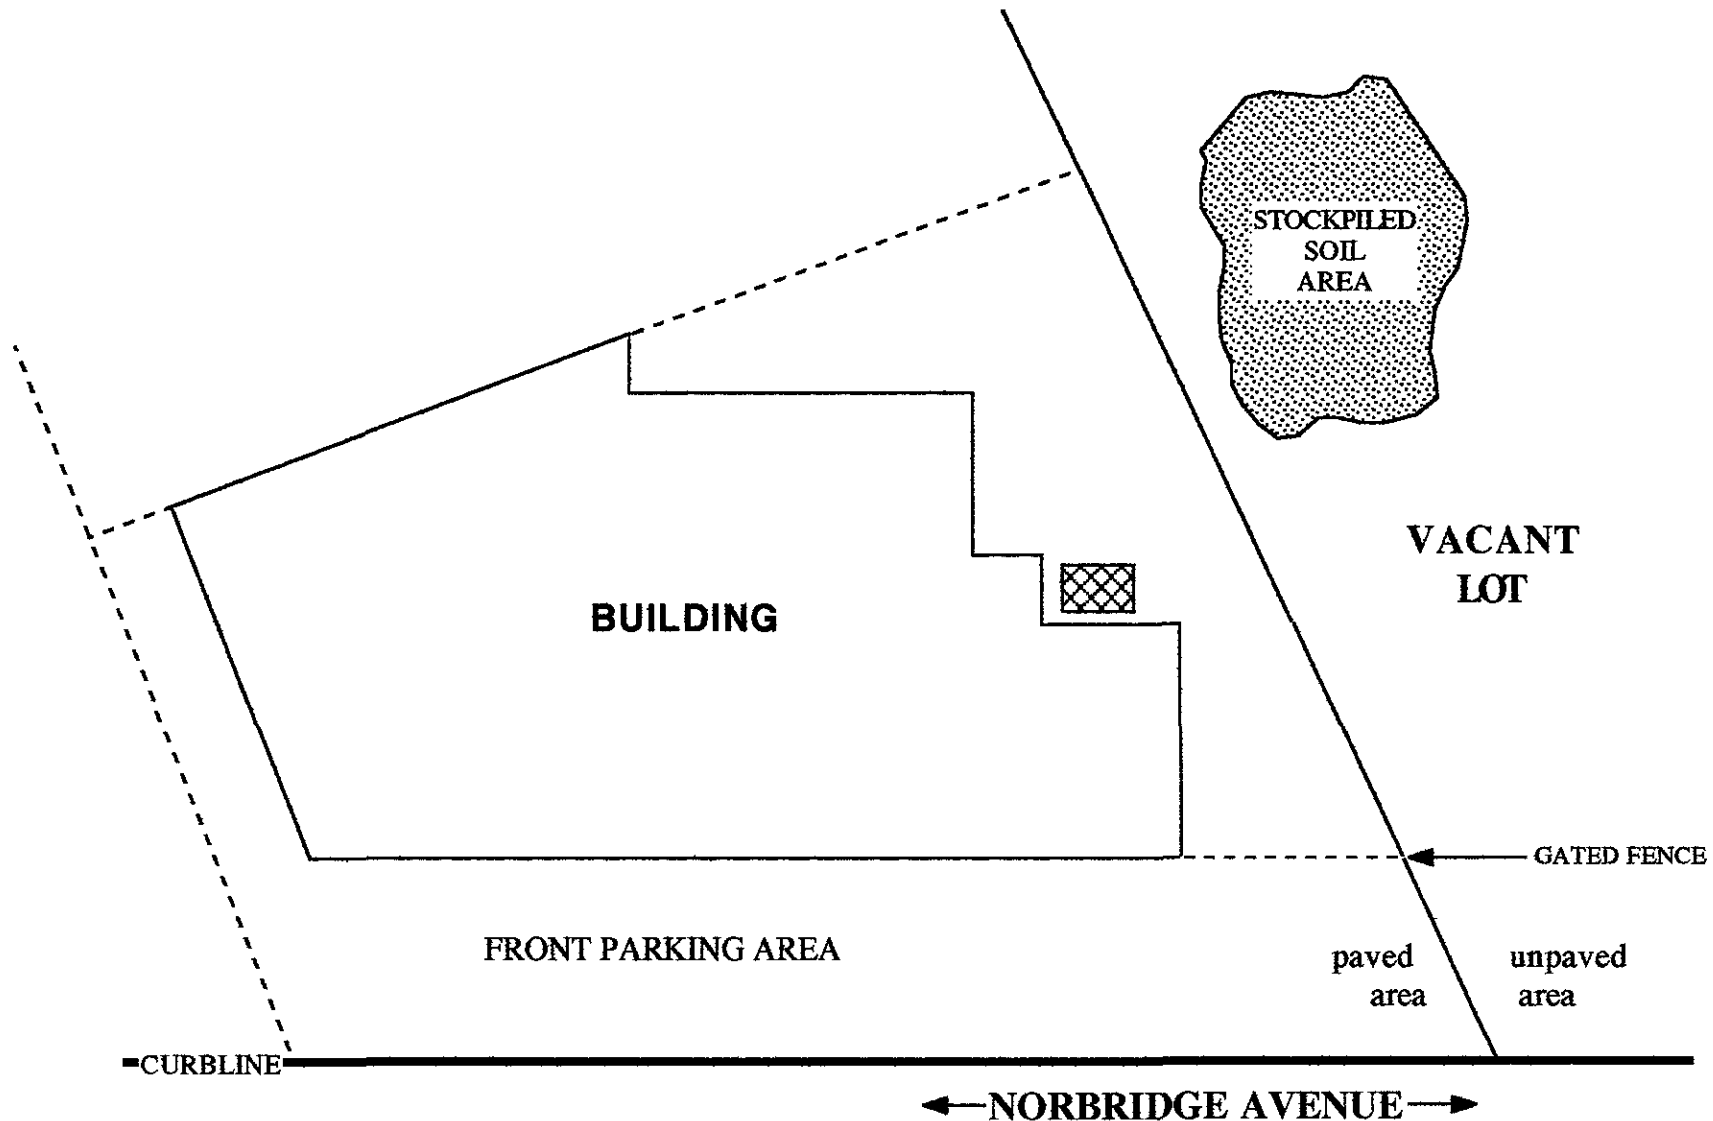 STOCKPILED
SOIL
AREA
VACANT
LOT
BUILDING
GATED FENCE
FRONT PARKING AREA
paved
area
unpaved
area
CURBLINE
NORBRIDGE AVENUE